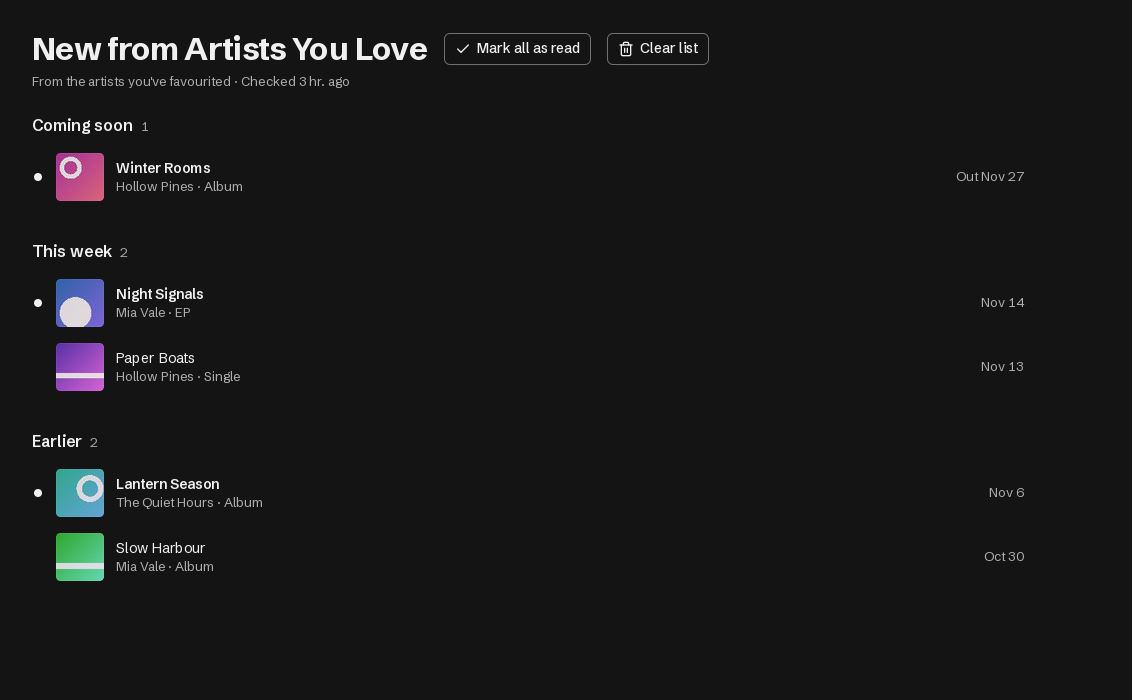 New from Artists You Love
Mark all as read
Clear list
From the artists you've favourited · Checked 3 hr. ago
Coming soon 1
Winter Rooms
Hollow Pines · Album
Out Nov 27
This week 2
Night Signals
Mia Vale · EP
Nov 14
Paper Boats
Hollow Pines · Single
Nov 13
Earlier 2
Lantern Season
The Quiet Hours · Album
Nov 6
Slow Harbour
Mia Vale · Album
Oct 30